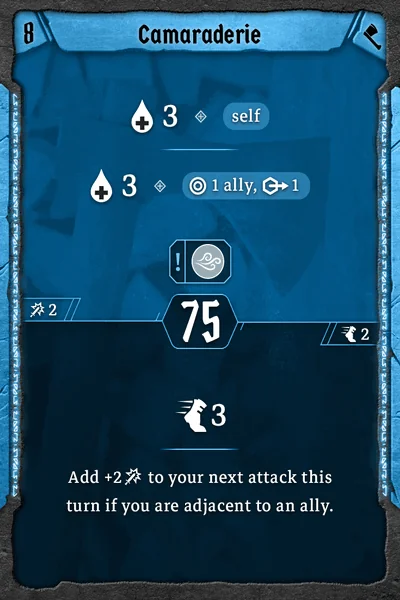 8 Camaraderie
3 self
3 1 ally, 1
!
75
2
2
3
Add +2 to your next attack this
turn if you are adjacent to an ally.